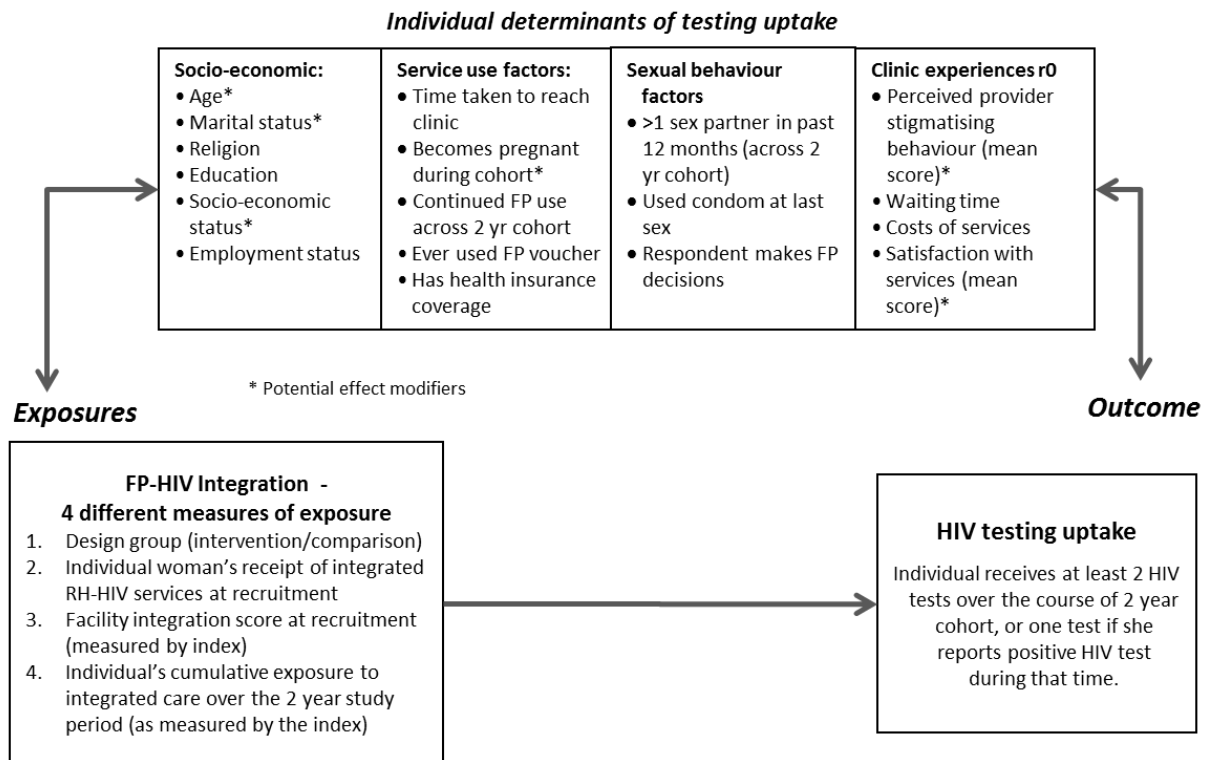 Individual determinants of testing uptake
Socio-economic:
• Age*
• Marital status*
• Religion
• Education
• Socio-economic
status*
• Employment status
Service use factors:
• Time taken to reach
clinic
• Becomes pregnant
during cohort*
• Continued FP use
across 2 yr cohort
• Ever used FP voucher
• Has health insurance
coverage
Sexual behaviour
factors
• >1 sex partner in past
12 months (across 2
yr cohort)
• Used condom at last
sex
• Respondent makes FP
decisions
Clinic experiences r0
• Perceived provider
stigmatising
behaviour (mean
score)*
• Waiting time
• Costs of services
• Satisfaction with
services (mean
score)*
* Potential effect modifiers
Exposures
Outcome
FP-HIV Integration -
4 different measures of exposure
1. Design group (intervention/comparison)
2. Individual woman's receipt of integrated
RH-HIV services at recruitment
3. Facility integration score at recruitment
(measured by index)
4. Individual's cumulative exposure to
integrated care over the 2 year study
period (as measured by the index)
HIV testing uptake
Individual receives at least 2 HIV
tests over the course of 2 year
cohort, or one test if she
reports positive HIV test
during that time.